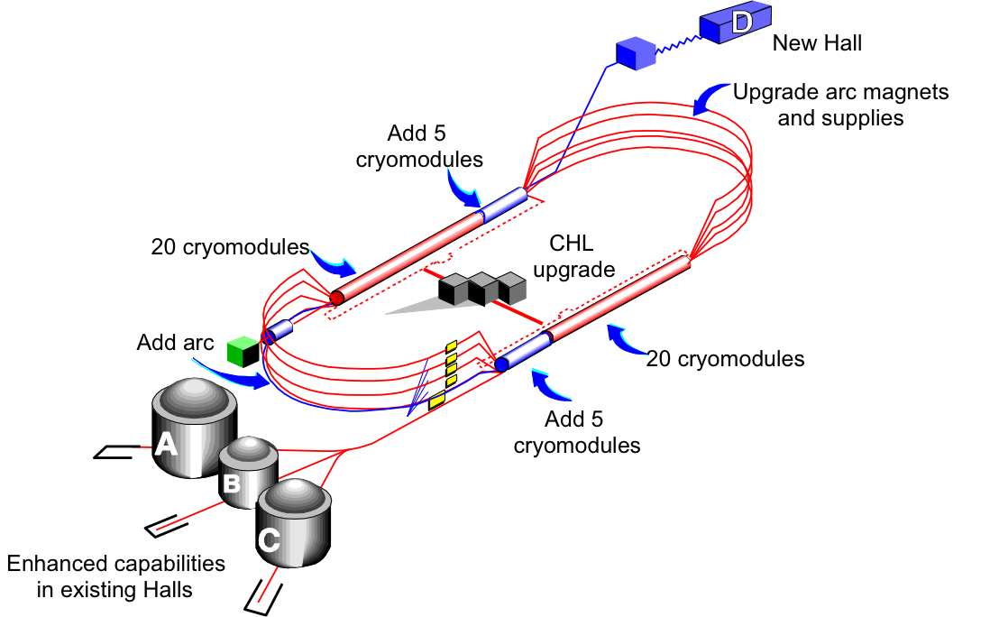 D
New Hall
Upgrade arc magnets
and supplies
Add 5
cryomodules
20 cryomodules
CHL
upgrade
Add arc
20 cryomodules
Add 5
cryomodules
A
B
C
Enhanced capabilities
in existing Halls